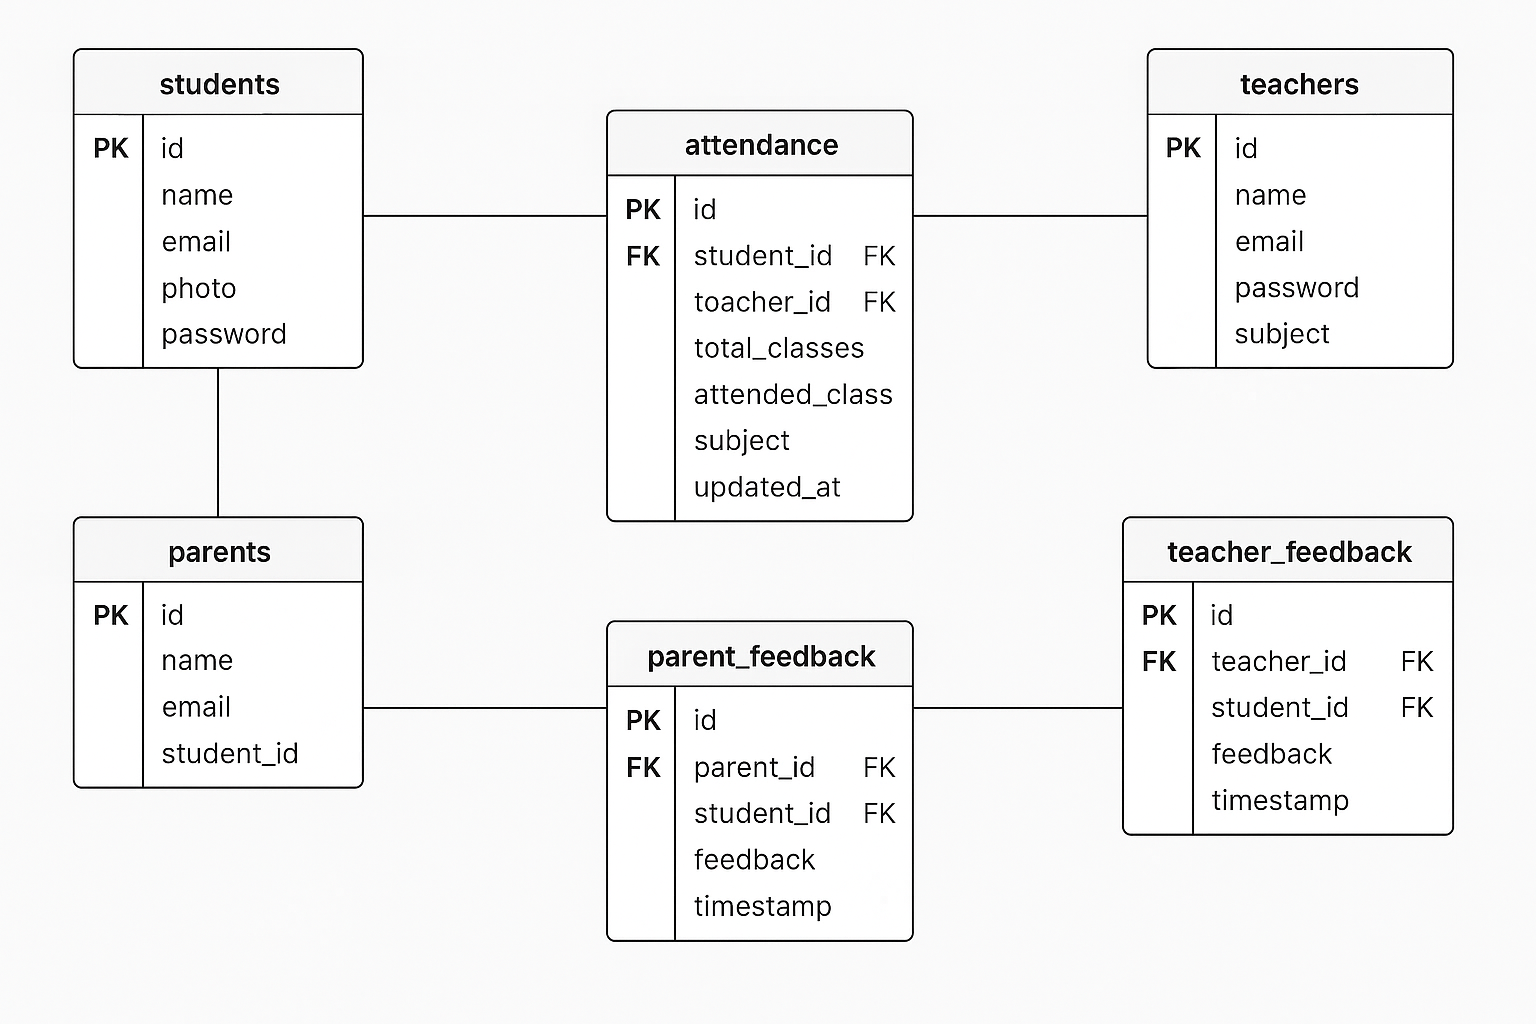 students
PK id
name
email
photo
password
attendance
PK id
FK student_id FK
toacher_id FK
total_classes
attended_class
subject
updated_at
teachers
PK id
name
email
password
subject
parents
PK id
name
email
student_id
parent_feedback
PK id
FK parent_id FK
student_id FK
feedback
timestamp
teacher_feedback
PK id
FK teacher_id FK
student_id FK
feedback
timestamp